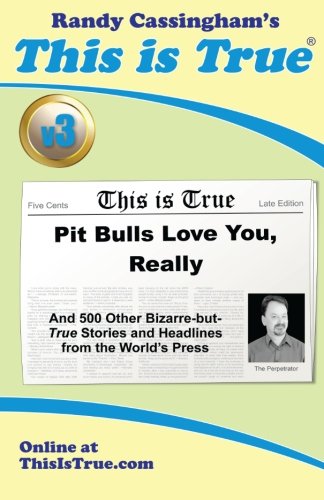 Randy Cassingham's
This is True®
v3
This is True
Five Cents
Late Edition
Pit Bulls Love You,
Really
And 500 Other Bizarre-but-
True Stories and Headlines
from the World's Press
The Perpetrator
Online at
ThisIsTrue.com